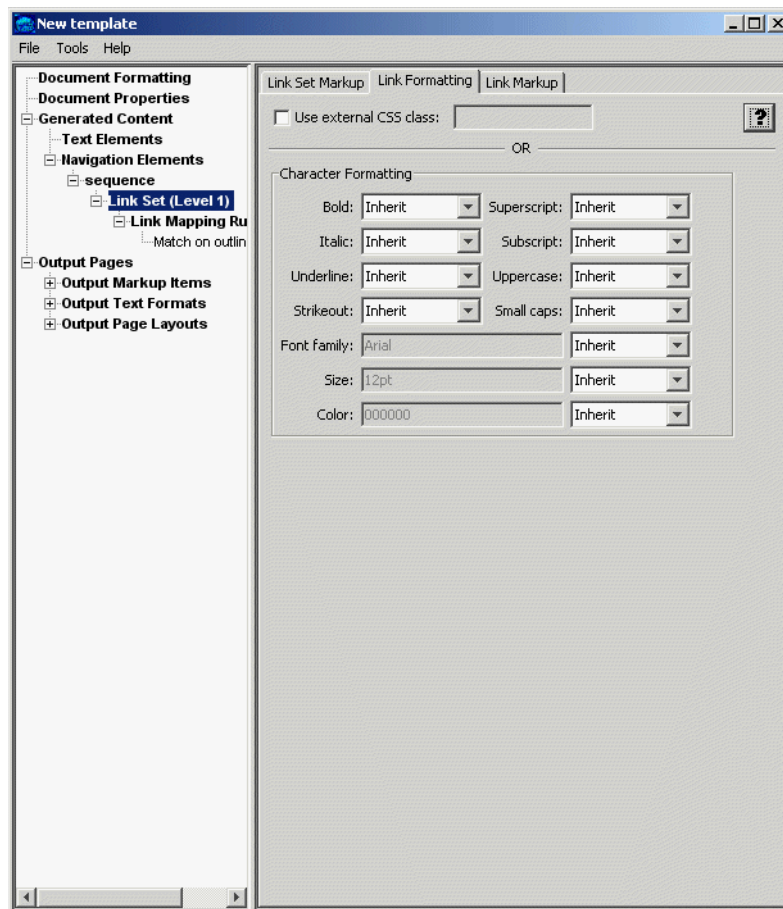 New template
File Tools Help
Document Formatting
Document Properties
Generated Content
Text Elements
Navigation Elements
sequence
Link Set (Level 1)
Link Mapping Ru
Match on outlin
Output Pages
Output Markup Items
Output Text Formats
Output Page Layouts
Link Set Markup Link Formatting Link Markup
Use external CSS class: ?
OR
Character Formatting
Bold: Inherit Superscript: Inherit
Italic: Inherit Subscript: Inherit
Underline: Inherit Uppercase: Inherit
Strikeout: Inherit Small caps: Inherit
Font family: Arial Inherit
Size: 12pt Inherit
Color: 000000 Inherit